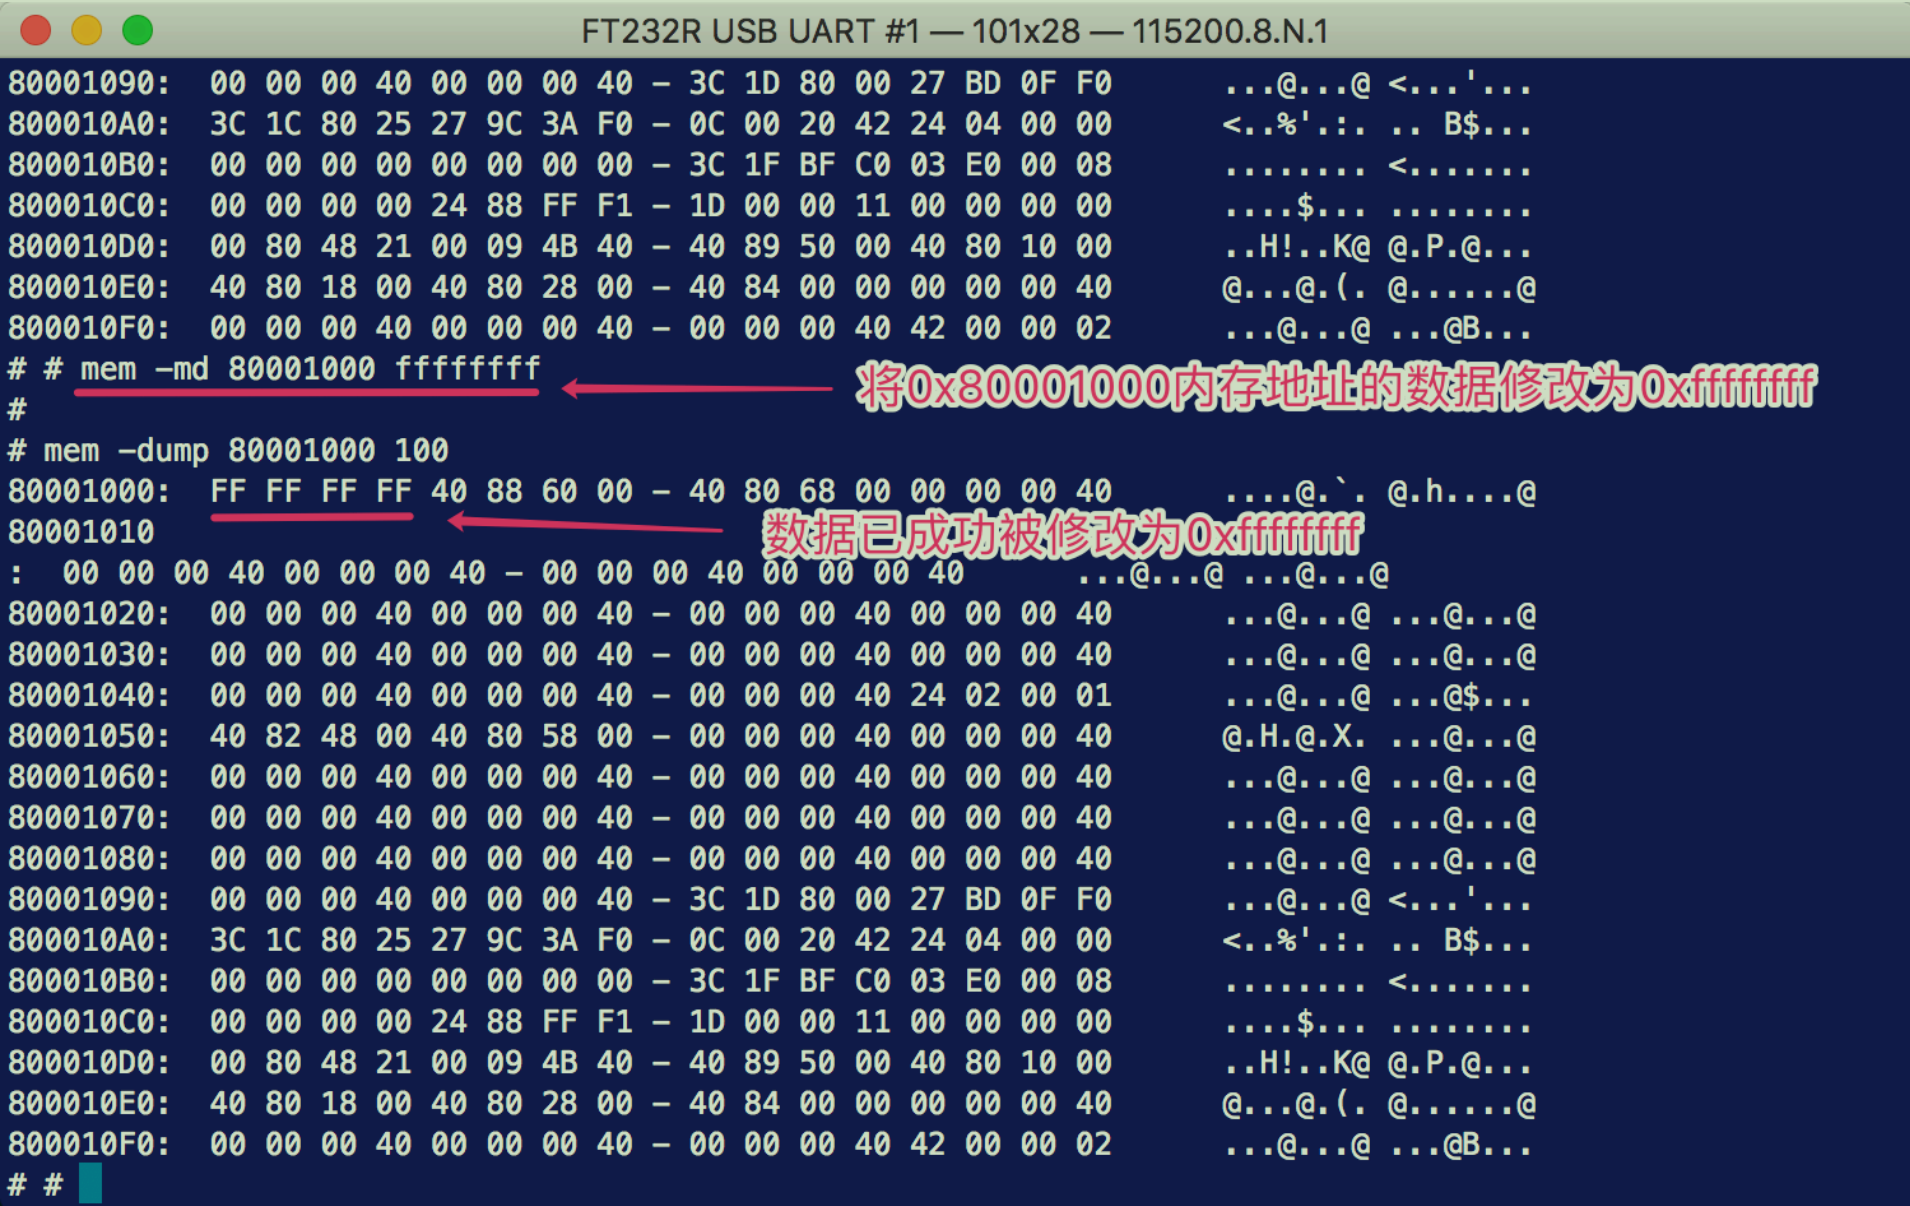 FT232R USB UART #1 — 101x28 — 115200.8.N.1
80001090:  00 00 00 40 00 00 00 40 – 3C 1D 80 00 27 BD 0F F0      ...@...@ <...'...
800010A0:  3C 1C 80 25 27 9C 3A F0 – 0C 00 20 42 24 04 00 00      <..%'.:. .. B$...
800010B0:  00 00 00 00 00 00 00 00 – 3C 1F BF C0 03 E0 00 08      ........ <.......
800010C0:  00 00 00 00 24 88 FF F1 – 1D 00 00 11 00 00 00 00      ....$... ........
800010D0:  00 80 48 21 00 09 4B 40 – 40 89 50 00 40 80 10 00      ..H!..K@ @.P.@...
800010E0:  40 80 18 00 40 80 28 00 – 40 84 00 00 00 00 00 40      @...@.(. @......@
800010F0:  00 00 00 40 00 00 00 40 – 00 00 00 40 42 00 00 02      ...@...@ ...@B...
# # mem –md 80001000 ffffffff
将0x80001000内存地址的数据修改为0xffffffff
#
# mem –dump 80001000 100
80001000:  FF FF FF FF 40 88 60 00 – 40 80 68 00 00 00 00 40      ....@.`. @.h....@
80001010
数据已成功被修改为0xffffffff
:  00 00 00 40 00 00 00 40 – 00 00 00 40 00 00 00 40      ...@...@ ...@...@
80001020:  00 00 00 40 00 00 00 40 – 00 00 00 40 00 00 00 40      ...@...@ ...@...@
80001030:  00 00 00 40 00 00 00 40 – 00 00 00 40 00 00 00 40      ...@...@ ...@...@
80001040:  00 00 00 40 00 00 00 40 – 00 00 00 40 24 02 00 01      ...@...@ ...@$...
80001050:  40 82 48 00 40 80 58 00 – 00 00 00 40 00 00 00 40      @.H.@.X. ...@...@
80001060:  00 00 00 40 00 00 00 40 – 00 00 00 40 00 00 00 40      ...@...@ ...@...@
80001070:  00 00 00 40 00 00 00 40 – 00 00 00 40 00 00 00 40      ...@...@ ...@...@
80001080:  00 00 00 40 00 00 00 40 – 00 00 00 40 00 00 00 40      ...@...@ ...@...@
80001090:  00 00 00 40 00 00 00 40 – 3C 1D 80 00 27 BD 0F F0      ...@...@ <...'...
800010A0:  3C 1C 80 25 27 9C 3A F0 – 0C 00 20 42 24 04 00 00      <..%'.:. .. B$...
800010B0:  00 00 00 00 00 00 00 00 – 3C 1F BF C0 03 E0 00 08      ........ <.......
800010C0:  00 00 00 00 24 88 FF F1 – 1D 00 00 11 00 00 00 00      ....$... ........
800010D0:  00 80 48 21 00 09 4B 40 – 40 89 50 00 40 80 10 00      ..H!..K@ @.P.@...
800010E0:  40 80 18 00 40 80 28 00 – 40 84 00 00 00 00 00 40      @...@.(. @......@
800010F0:  00 00 00 40 00 00 00 40 – 00 00 00 40 42 00 00 02      ...@...@ ...@B...
# #